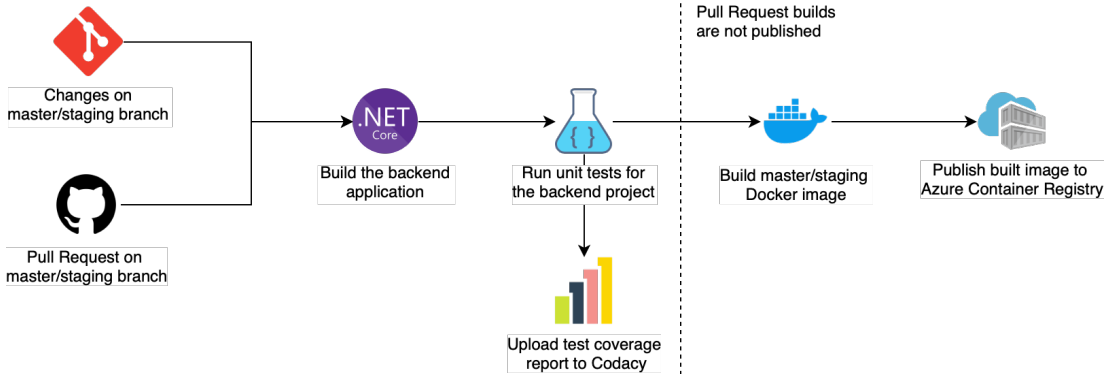 Pull Request builds
are not published
Changes on
master/staging branch
.NET
Core
{ }
Build the backend
application
Run unit tests for
the backend project
Build master/staging
Docker image
Publish built image to
Azure Container Registry
Pull Request on
master/staging branch
Upload test coverage
report to Codacy